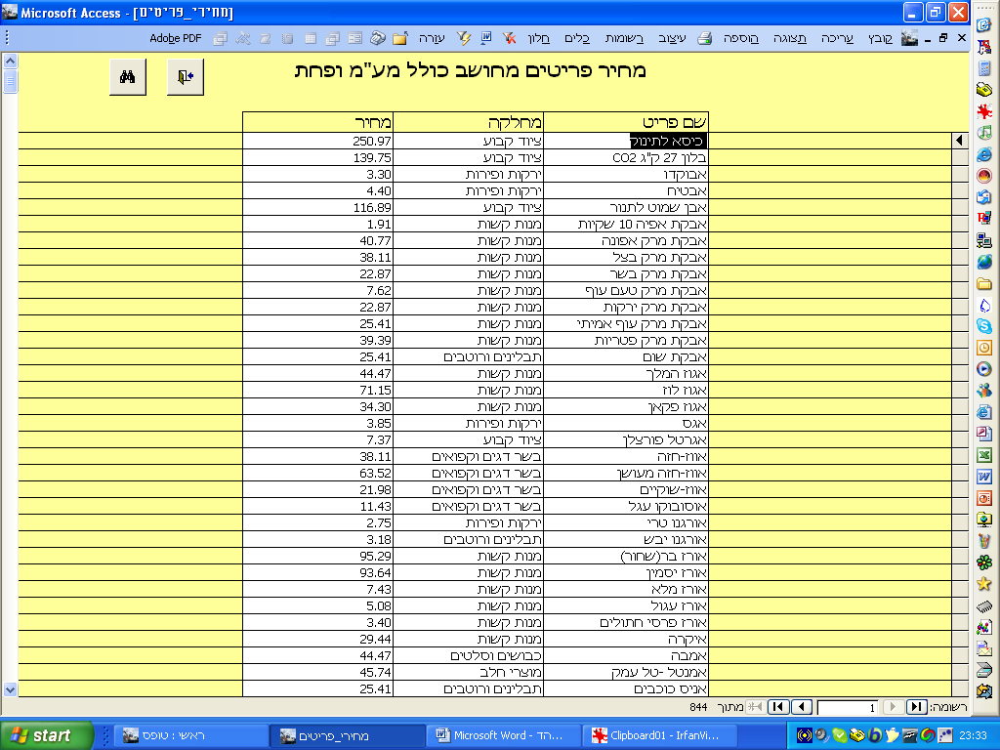 Microsoft Access - [מחירי_פריטים]
קובץ עריכה תצוגה הוספה עיצוב רשומות כלים חלון עזרה Adobe PDF
מחיר פריטים מחושב כולל מע"מ ופחת
שם פריט מחלקה מחיר
כיסא לתינוק ציוד קבוע 250.97
בלון 27 ק"ג CO2 ציוד קבוע 139.75
אבוקדו ירקות ופירות 3.30
אבטיח ירקות ופירות 4.40
אבן שמוט לתנור ציוד קבוע 116.89
אבקת אפיה 10 שקיות מנות קשות 1.91
אבקת מרק אפונה מנות קשות 40.77
אבקת מרק בצל מנות קשות 38.11
אבקת מרק בשר מנות קשות 22.87
אבקת מרק טעם עוף מנות קשות 7.62
אבקת מרק ירקות מנות קשות 22.87
אבקת מרק עוף אמיתי מנות קשות 25.41
אבקת מרק פטריות מנות קשות 39.39
אבקת שום תבלינים ורוטבים 25.41
אגוז המלך מנות קשות 44.47
אגוז לוז מנות קשות 71.15
אגוז פקאן מנות קשות 34.30
אגס ירקות ופירות 3.85
אגרטל פורצלן ציוד קבוע 7.37
אווז-חזה בשר דגים וקפואים 38.11
אווז-חזה מעושן בשר דגים וקפואים 63.52
אווז-שוקיים בשר דגים וקפואים 21.98
אוסובוקו עגל בשר דגים וקפואים 11.43
אורגנו טרי ירקות ופירות 2.75
אורגנו יבש תבלינים ורוטבים 3.18
אורז בר(שחור) מנות קשות 95.29
אורז יסמין מנות קשות 93.64
אורז מלא מנות קשות 7.43
אורז עגול מנות קשות 5.08
אורז פרסי חתולים מנות קשות 3.40
איקרה מנות קשות 29.44
אמבה כבושים וסלטים 44.47
אמנטל -טל עמק מוצרי חלב 45.74
אניס כוכבים תבלינים ורוטבים 25.41
רשומה: 1 מתוך 844
start ראשי : טופס מחירי_פריטים Microsoft Word - הד... Clipboard01 - IrfanVi... 23:33